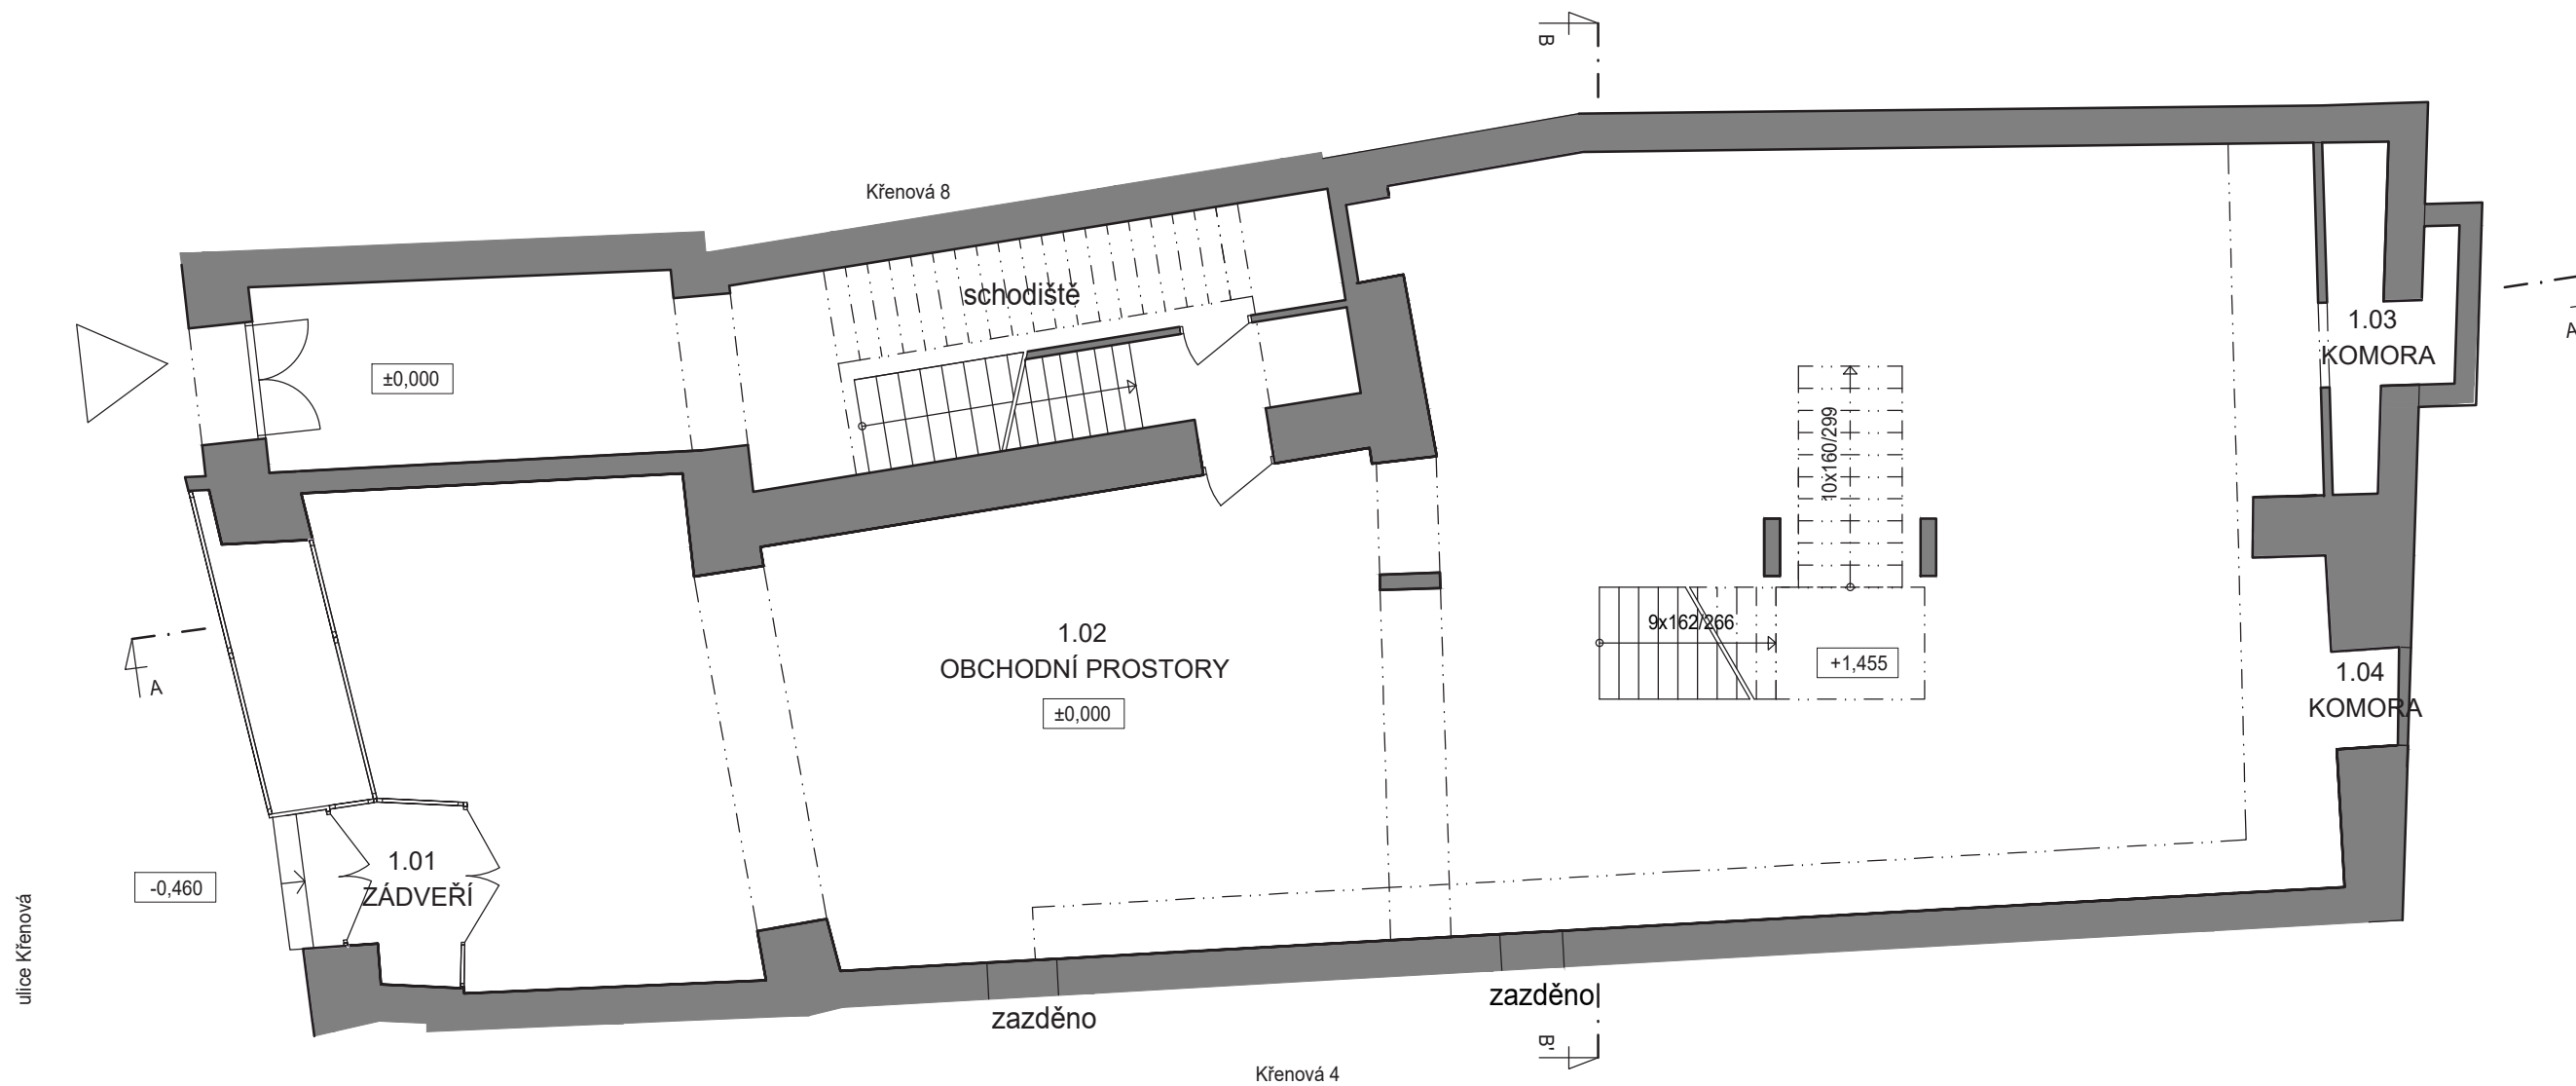 B
Křenová 8
schodiště
±0,000
1.03
KOMORA
A
10x160/299
9x162/266
+1,455
1.02
OBCHODNÍ PROSTORY
±0,000
1.04
KOMORA
A
1.01
ZÁDVEŘÍ
-0,460
ulice Křenová
zazděno
zazděno
B'
Křenová 4